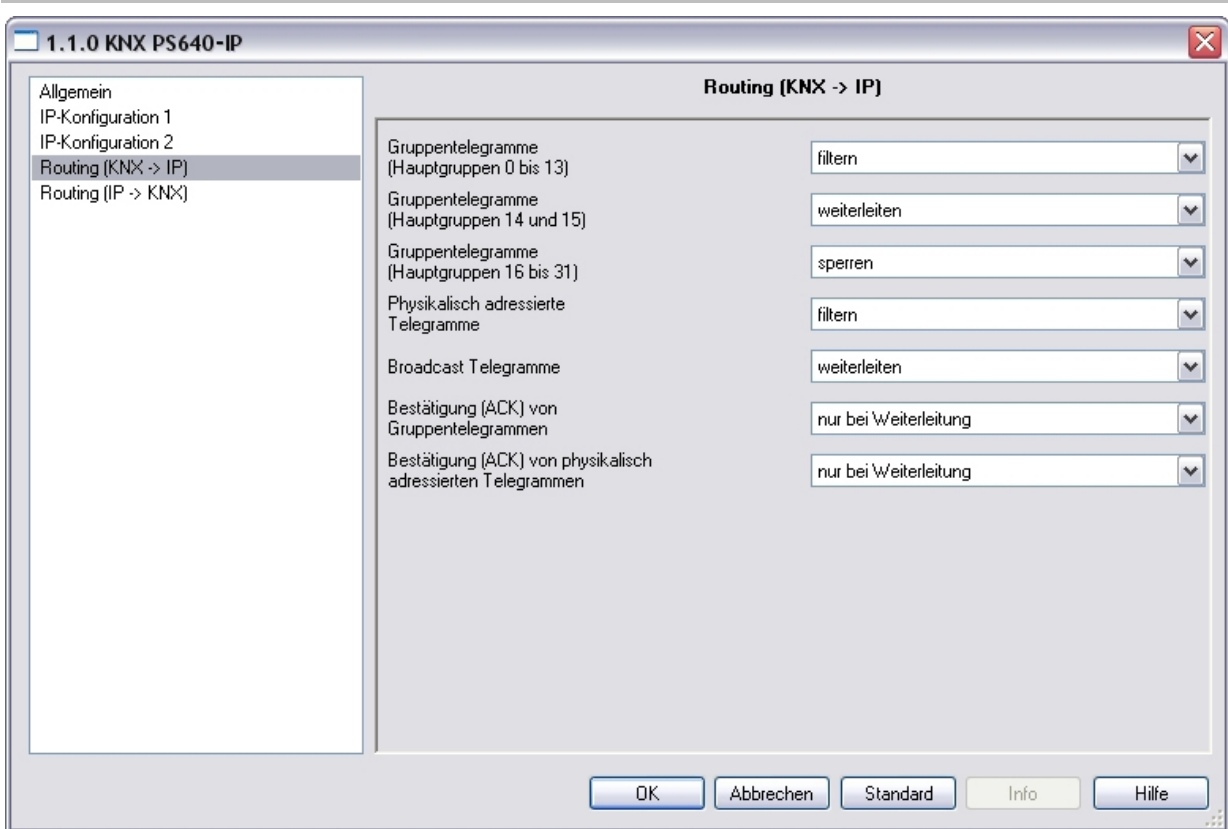 1.1.0 KNX PS640-IP
Allgemein
IP-Konfiguration 1
IP-Konfiguration 2
Routing (KNX -> IP)
Routing (IP -> KNX)
Routing (KNX -> IP)
Gruppentelegramme
(Hauptgruppen 0 bis 13)
filtern
Gruppentelegramme
(Hauptgruppen 14 und 15)
weiterleiten
Gruppentelegramme
(Hauptgruppen 16 bis 31)
sperren
Physikalisch adressierte
Telegramme
filtern
Broadcast Telegramme
weiterleiten
Bestätigung (ACK) von
Gruppentelegrammen
nur bei Weiterleitung
Bestätigung (ACK) von physikalisch
adressierten Telegrammen
nur bei Weiterleitung
OK
Abbrechen
Standard
Info
Hilfe